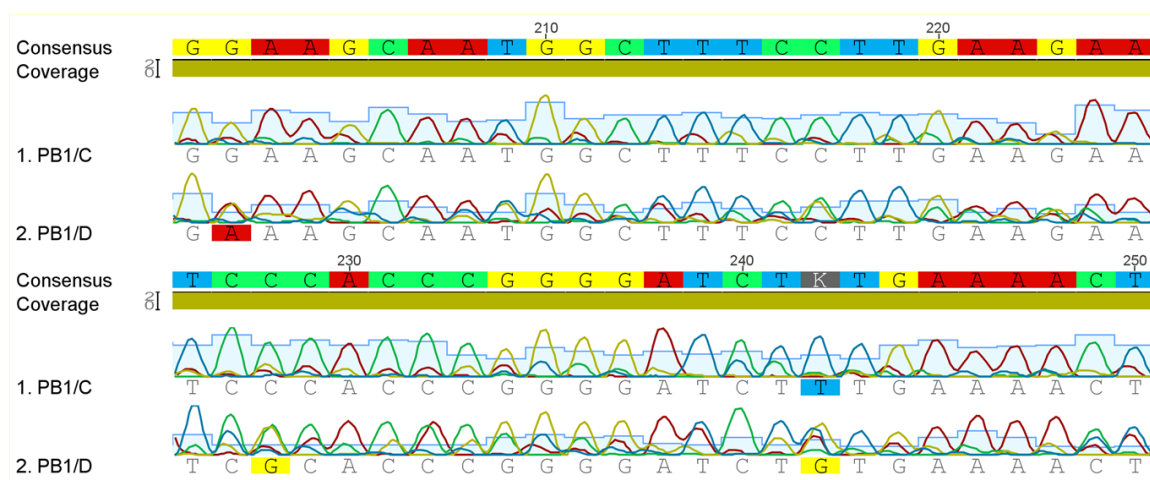 210 220
Consensus G G A A G C A A T G G C T T T C C T T G A A G A A
Coverage
1. PB1/C G G A A G C A A T G G C T T T C C T T G A A G A A
2. PB1/D G A A A G C A A T G G C T T T C C T T G A A G A A
230 240 250
Consensus T C C C A C C C G G G G A T C T K T G A A A A C T
Coverage
1. PB1/C T C C C A C C C G G G G A T C T T T G A A A A C T
2. PB1/D T C G C A C C C G G G G A T C T G T G A A A A C T